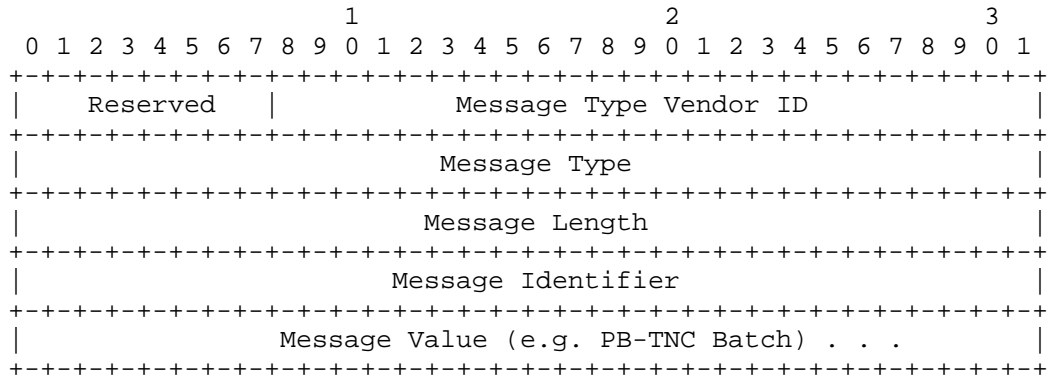 1                   2                   3
 0 1 2 3 4 5 6 7 8 9 0 1 2 3 4 5 6 7 8 9 0 1 2 3 4 5 6 7 8 9 0 1
+-+-+-+-+-+-+-+-+-+-+-+-+-+-+-+-+-+-+-+-+-+-+-+-+-+-+-+-+-+-+-+-+
|    Reserved   |           Message Type Vendor ID              |
+-+-+-+-+-+-+-+-+-+-+-+-+-+-+-+-+-+-+-+-+-+-+-+-+-+-+-+-+-+-+-+-+
|                          Message Type                         |
+-+-+-+-+-+-+-+-+-+-+-+-+-+-+-+-+-+-+-+-+-+-+-+-+-+-+-+-+-+-+-+-+
|                         Message Length                        |
+-+-+-+-+-+-+-+-+-+-+-+-+-+-+-+-+-+-+-+-+-+-+-+-+-+-+-+-+-+-+-+-+
|                       Message Identifier                      |
+-+-+-+-+-+-+-+-+-+-+-+-+-+-+-+-+-+-+-+-+-+-+-+-+-+-+-+-+-+-+-+-+
|                Message Value (e.g. PB-TNC Batch) . . .        |
+-+-+-+-+-+-+-+-+-+-+-+-+-+-+-+-+-+-+-+-+-+-+-+-+-+-+-+-+-+-+-+-+